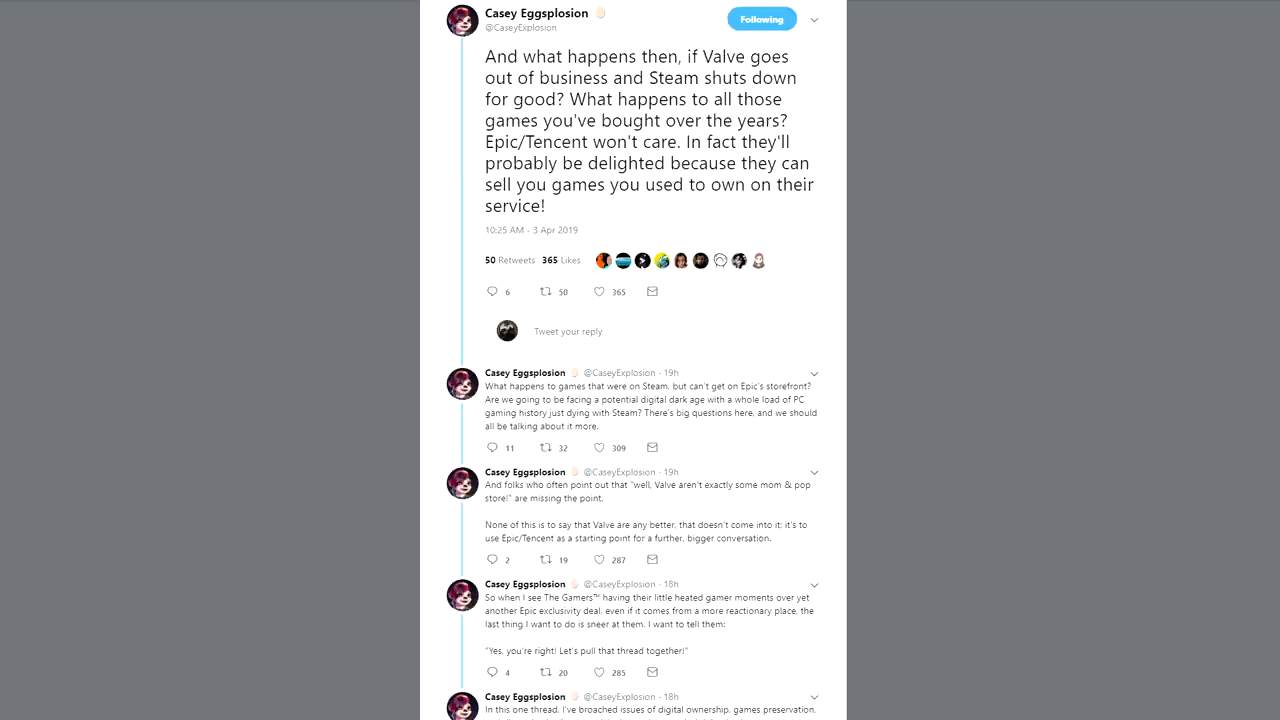 Casey Eggsplosion
@CaseyExplosion
Following
And what happens then, if Valve goes
out of business and Steam shuts down
for good? What happens to all those
games you've bought over the years?
Epic/Tencent won't care. In fact they'll
probably be delighted because they can
sell you games you used to own on their
service!
10:25 AM - 3 Apr 2019
50 Retweets 365 Likes
6 50 365
Tweet your reply
Casey Eggsplosion @CaseyExplosion · 19h
What happens to games that were on Steam, but can't get on Epic's storefront?
Are we going to be facing a potential digital dark age with a whole load of PC
gaming history just dying with Steam? There's big questions here, and we should
all be talking about it more.
11 32 309
Casey Eggsplosion @CaseyExplosion · 19h
And folks who often point out that "well, Valve aren't exactly some mom & pop
store!" are missing the point.
None of this is to say that Valve are any better, that doesn't come into it; it's to
use Epic/Tencent as a starting point for a further, bigger conversation.
2 19 287
Casey Eggsplosion @CaseyExplosion · 18h
So when I see The Gamers™ having their little heated gamer moments over yet
another Epic exclusivity deal, even if it comes from a more reactionary place, the
last thing I want to do is sneer at them. I want to tell them:
"Yes, you're right! Let's pull that thread together!"
4 20 285
Casey Eggsplosion @CaseyExplosion · 18h
In this one thread, I've broached issues of digital ownership, games preservation,